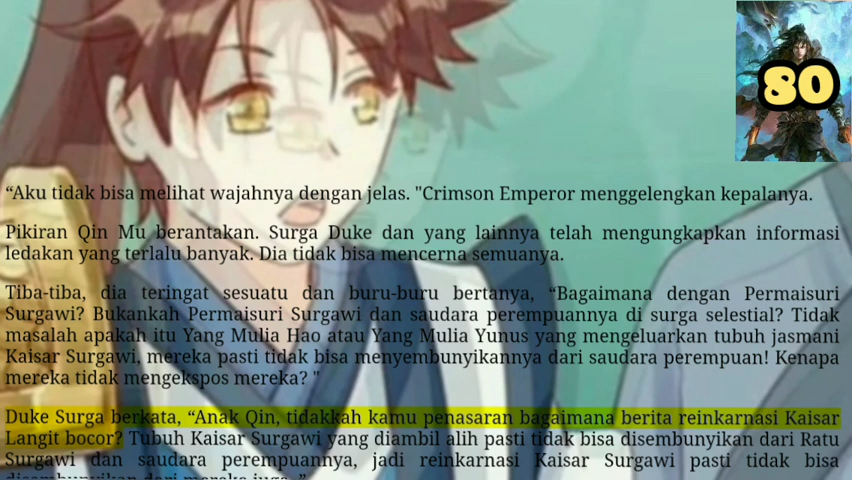 80
“Aku tidak bisa melihat wajahnya dengan jelas. "Crimson Emperor menggelengkan kepalanya.
Pikiran Qin Mu berantakan. Surga Duke dan yang lainnya telah mengungkapkan informasi
ledakan yang terlalu banyak. Dia tidak bisa mencerna semuanya.
Tiba-tiba, dia teringat sesuatu dan buru-buru bertanya, “Bagaimana dengan Permaisuri
Surgawi? Bukankah Permaisuri Surgawi dan saudara perempuannya di surga selestial? Tidak
masalah apakah itu Yang Mulia Hao atau Yang Mulia Yunus yang mengeluarkan tubuh jasmani
Kaisar Surgawi, mereka pasti tidak bisa menyembunyikannya dari saudara perempuan! Kenapa
mereka tidak mengekspos mereka? "
Duke Surga berkata, “Anak Qin, tidakkah kamu penasaran bagaimana berita reinkarnasi Kaisar
Langit bocor? Tubuh Kaisar Surgawi yang diambil alih pasti tidak bisa disembunyikan dari Ratu
Surgawi dan saudara perempuannya, jadi reinkarnasi Kaisar Surgawi pasti tidak bisa